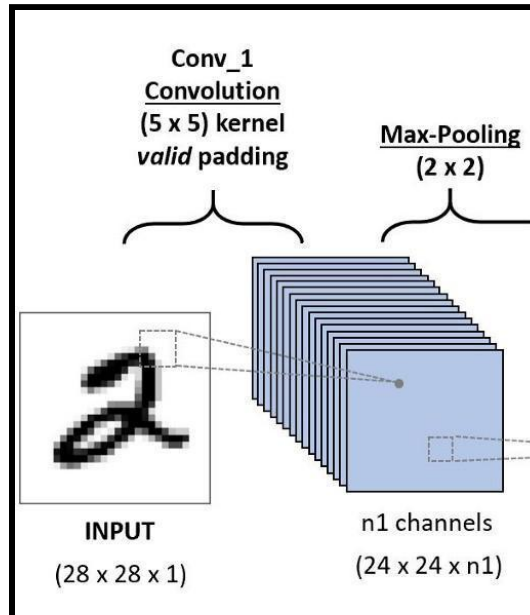 Conv_1
Convolution
(5 x 5) kernel
valid padding
Max-Pooling
(2 x 2)
INPUT
(28 x 28 x 1)
n1 channels
(24 x 24 x n1)